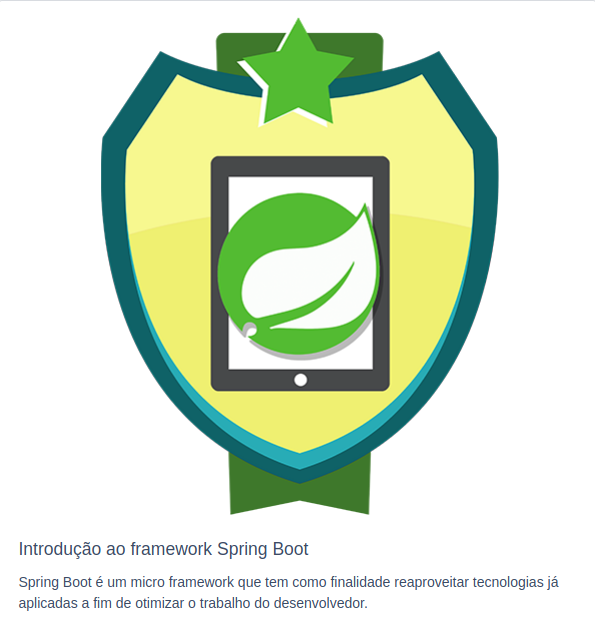 Introdução ao framework Spring Boot
Spring Boot é um micro framework que tem como finalidade reaproveitar tecnologias já
aplicadas a fim de otimizar o trabalho do desenvolvedor.